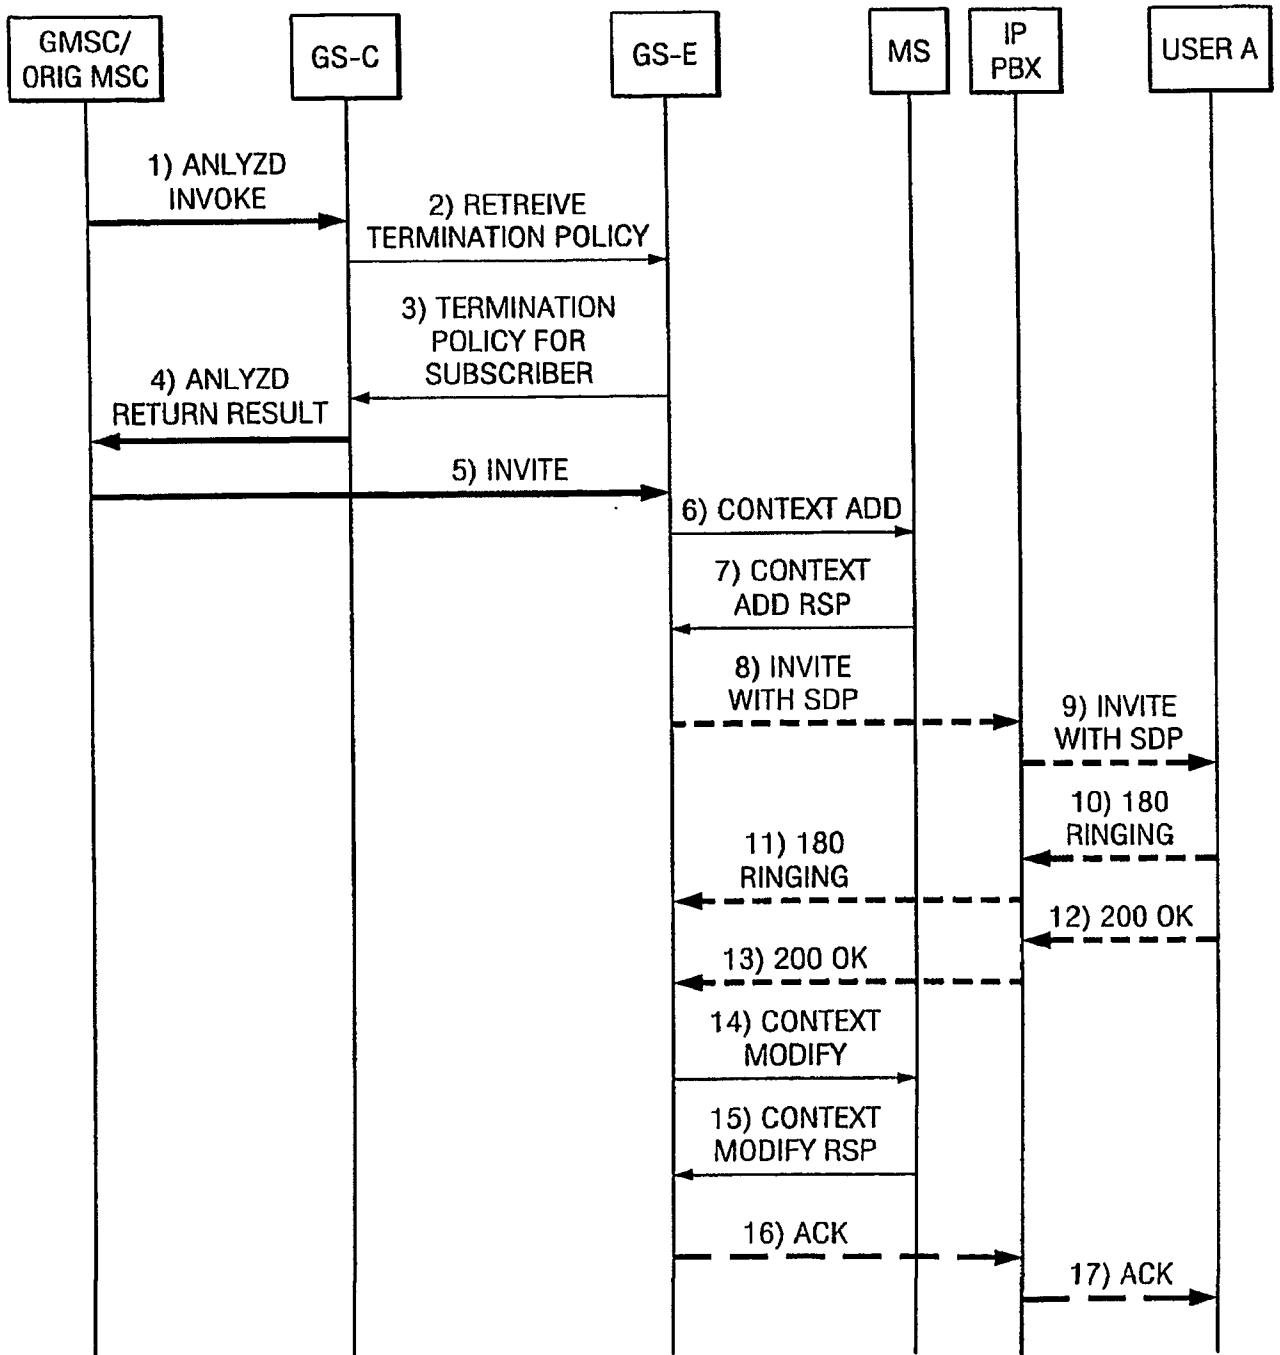 GMSC/
ORIG MSC
GS-C
GS-E
MS
IP
PBX
USER A
1) ANLYZD
INVOKE
2) RETREIVE
TERMINATION POLICY
3) TERMINATION
POLICY FOR
SUBSCRIBER
4) ANLYZD
RETURN RESULT
5) INVITE
6) CONTEXT ADD
7) CONTEXT
ADD RSP
8) INVITE
WITH SDP
9) INVITE
WITH SDP
10) 180
RINGING
11) 180
RINGING
12) 200 OK
13) 200 OK
14) CONTEXT
MODIFY
15) CONTEXT
MODIFY RSP
16) ACK
17) ACK